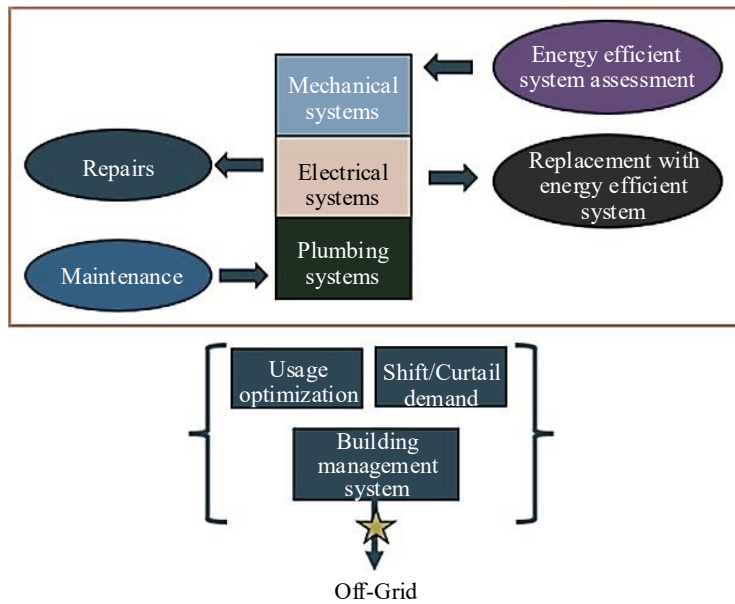 Mechanical
systems
Energy efficient
system assessment
Repairs
Electrical
systems
Replacement with
energy efficient
system
Maintenance
Plumbing
systems
Usage
optimization
Shift/Curtail
demand
Building
management
system
Off-Grid